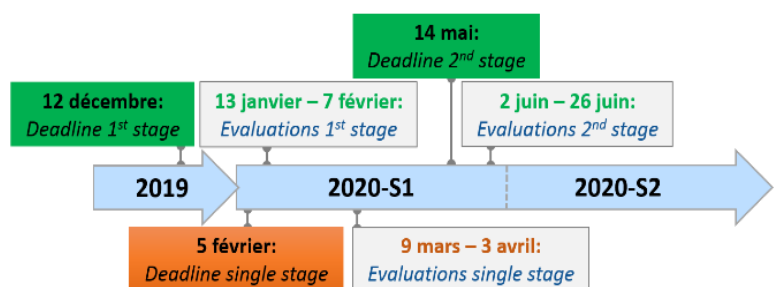 14 mai:
Deadline 2nd stage
12 décembre:
Deadline 1st stage
13 janvier – 7 février:
Evaluations 1st stage
2 juin – 26 juin:
Evaluations 2nd stage
2019
2020-S1
2020-S2
5 février:
Deadline single stage
9 mars – 3 avril:
Evaluations single stage